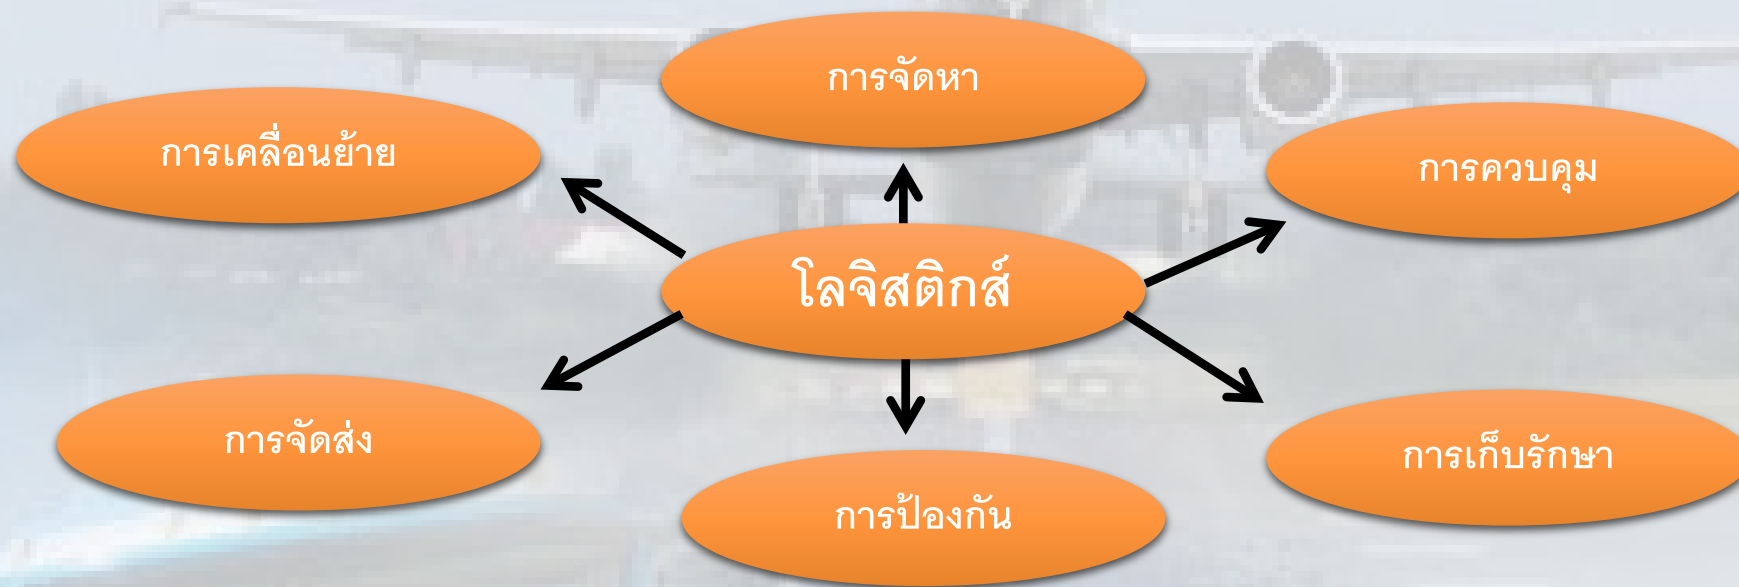 การจัดหา
การเคลื่อนย้าย
การควบคุม
โลจิสติกส์
การจัดส่ง
การเก็บรักษา
การป้องกัน